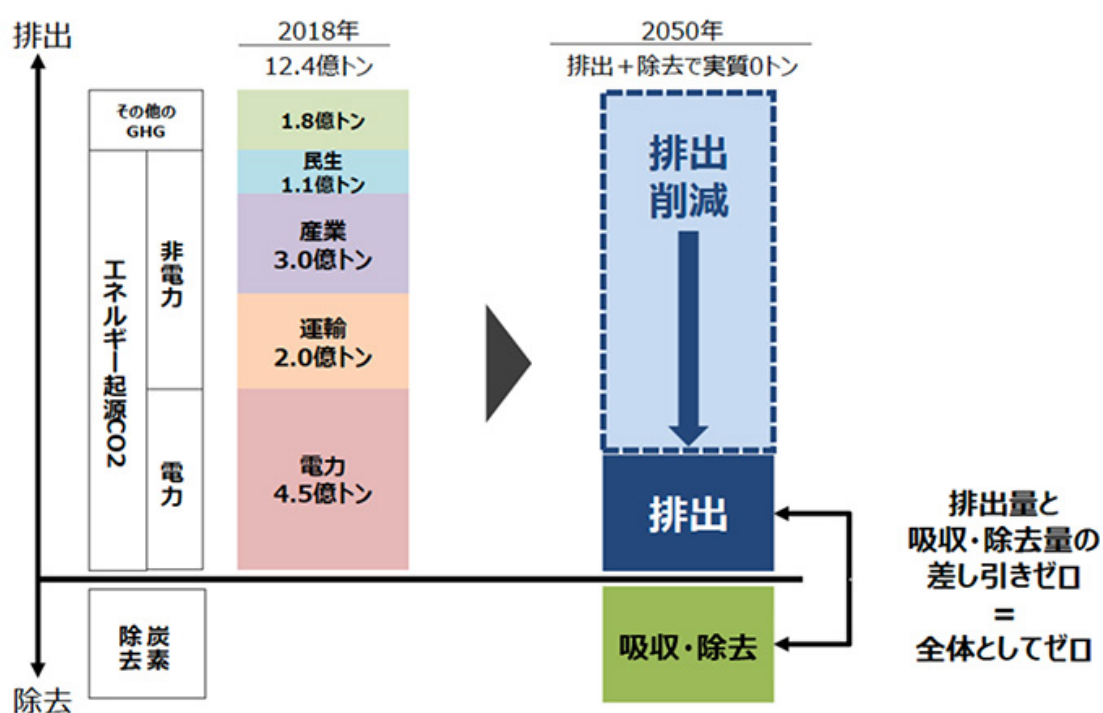 排出
2018年
12.4億トン
2050年
排出＋除去で実質0トン
その他の
GHG
エネルギー起源CO2
非電力
電力
1.8億トン
民生
1.1億トン
産業
3.0億トン
運輸
2.0億トン
電力
4.5億トン
排出
削減
排出
吸収・除去
排出量と
吸収・除去量の
差し引きゼロ
＝
全体としてゼロ
炭素
除去
除去